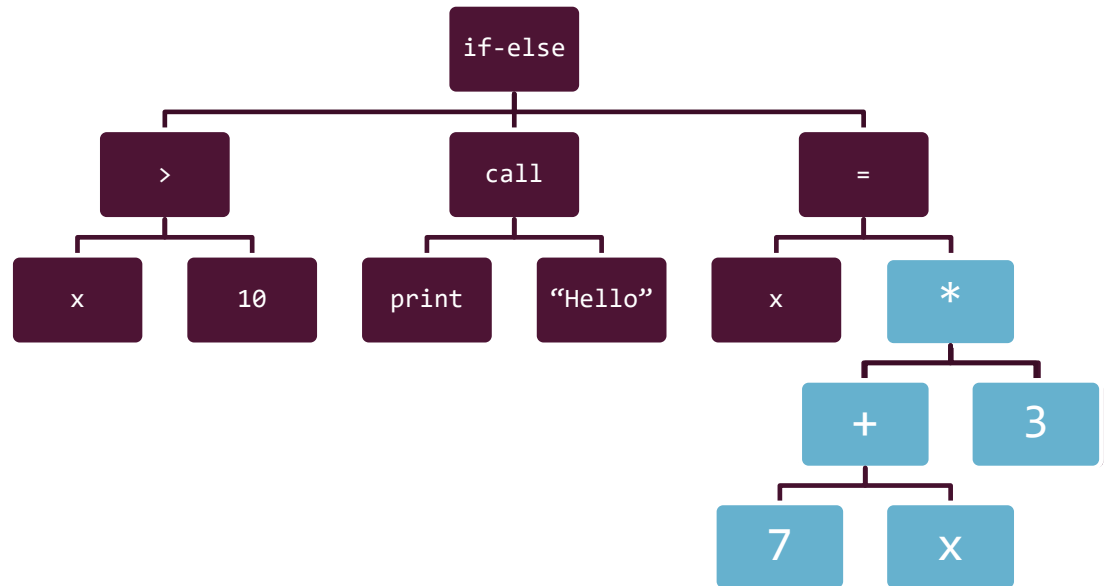 if-else
>
call
=
x
10
print
“Hello”
x
*
+
3
7
x